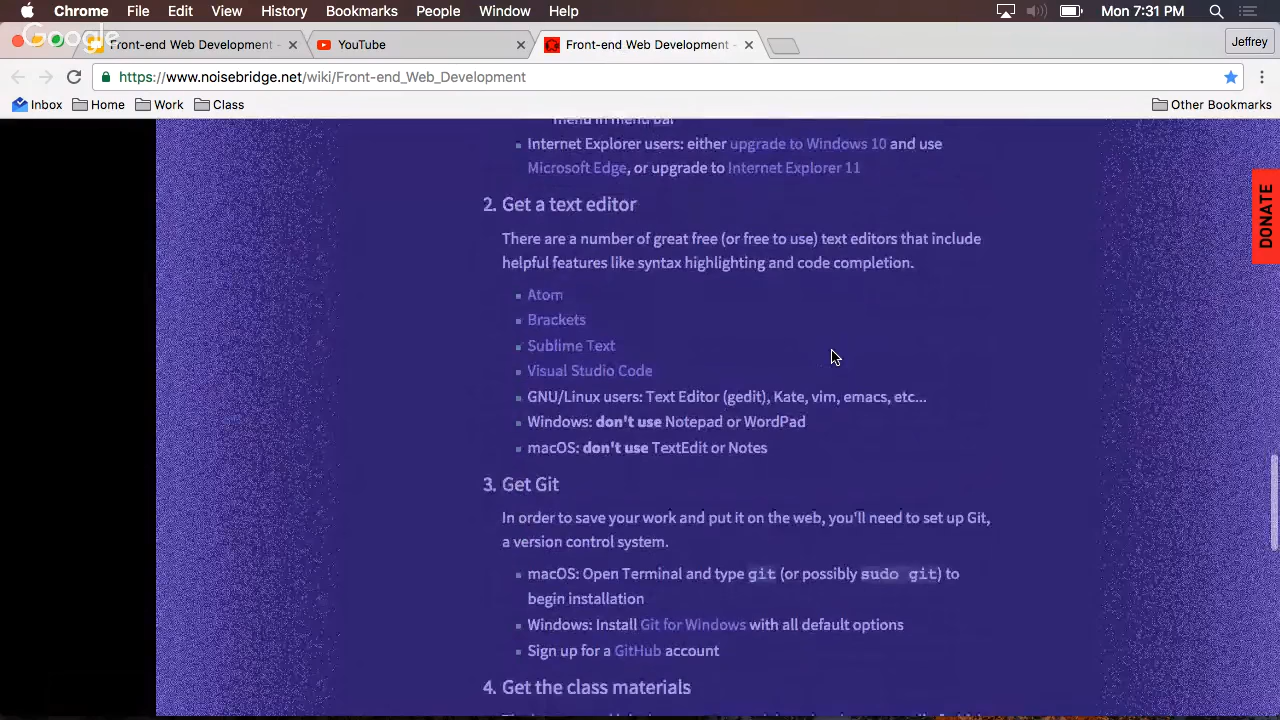 Chrome File Edit View History Bookmarks People Window Help Mon 7:31 PM
Google
Front-end Web Development - YouTube Front-end Web Development - Jeffrey
https://www.noisebridge.net/wiki/Front-end_Web_Development
Inbox Home Work Class Other Bookmarks
menu in menu bar
Internet Explorer users: either upgrade to Windows 10 and use
Microsoft Edge, or upgrade to Internet Explorer 11
DONATE
2. Get a text editor
There are a number of great free (or free to use) text editors that include
helpful features like syntax highlighting and code completion.
Atom
Brackets
Sublime Text
Visual Studio Code
GNU/Linux users: Text Editor (gedit), Kate, vim, emacs, etc...
Windows: don't use Notepad or WordPad
macOS: don't use TextEdit or Notes
3. Get Git
In order to save your work and put it on the web, you'll need to set up Git,
a version control system.
macOS: Open Terminal and type git (or possibly sudo git) to
begin installation
Windows: Install Git for Windows with all default options
Sign up for a GitHub account
4. Get the class materials